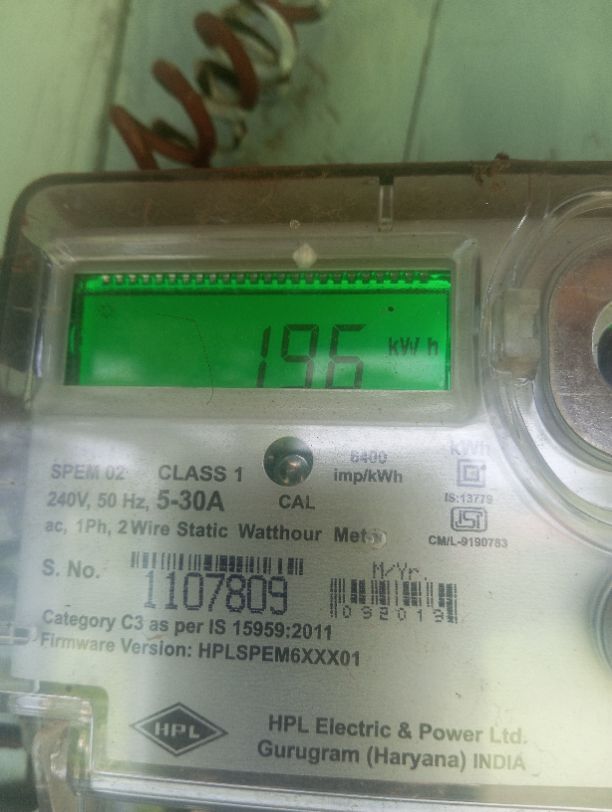 196 kWh
SPEM 02 CLASS 1 6400 imp/kWh kWh
240V, 50 Hz, 5-30A CAL IS:13779
ac, 1Ph, 2 Wire Static Watthour Meter
CM/L-9190783
S. No. 1107809 M/Yr. 092019
Category C3 as per IS 15959:2011
Firmware Version: HPLSPEM6XXX01
HPL HPL Electric & Power Ltd.
Gurugram (Haryana) INDIA